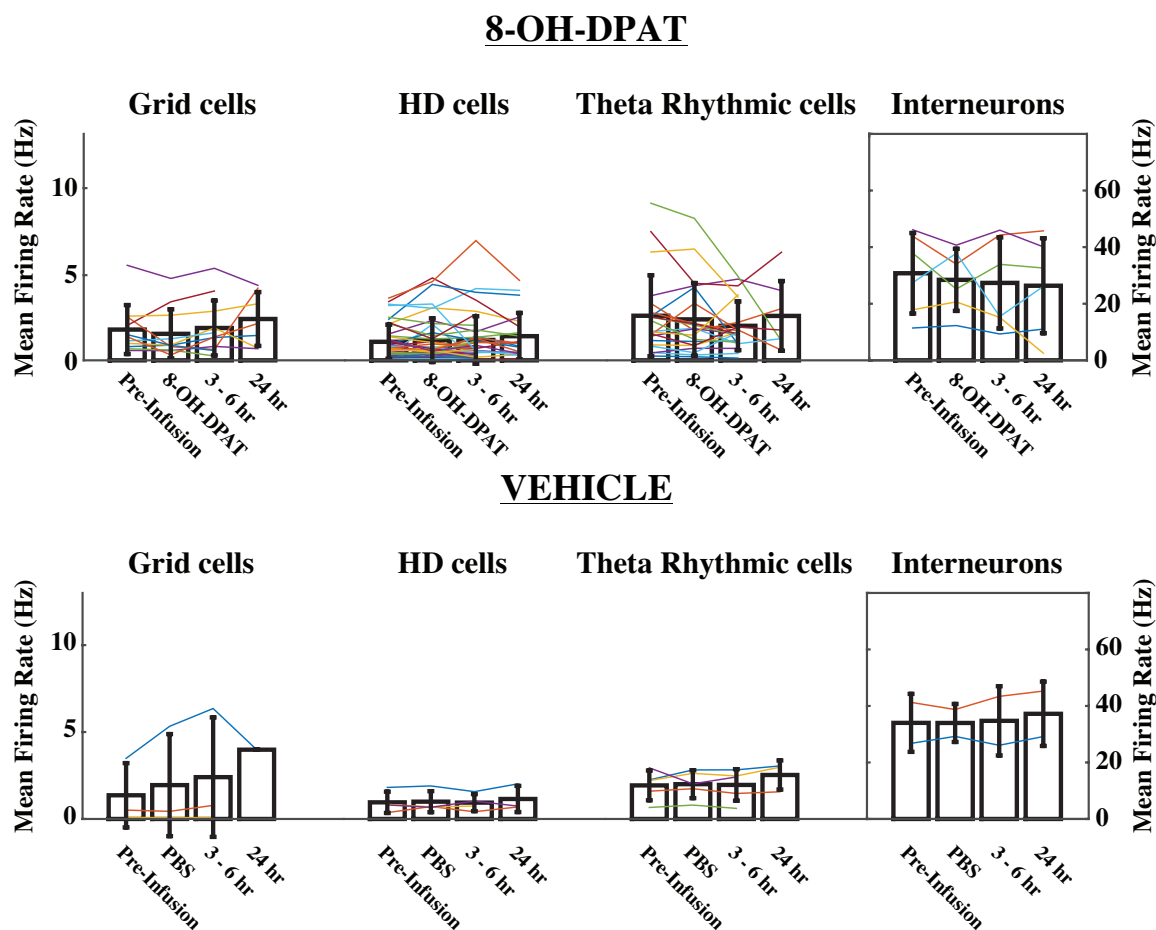 8-OH-DPAT
Grid cells
HD cells
Theta Rhythmic cells
Interneurons
Mean Firing Rate (Hz)
10
5
0
60
40
20
0
Mean Firing Rate (Hz)
Pre-Infusion
8-OH-DPAT
3 - 6 hr
24 hr
Pre-Infusion
8-OH-DPAT
3 - 6 hr
24 hr
Pre-Infusion
8-OH-DPAT
3 - 6 hr
24 hr
Pre-Infusion
8-OH-DPAT
3 - 6 hr
24 hr
VEHICLE
Grid cells
HD cells
Theta Rhythmic cells
Interneurons
Mean Firing Rate (Hz)
10
5
0
60
40
20
0
Mean Firing Rate (Hz)
Pre-Infusion
PBS
3 - 6 hr
24 hr
Pre-Infusion
PBS
3 - 6 hr
24 hr
Pre-Infusion
PBS
3 - 6 hr
24 hr
Pre-Infusion
PBS
3 - 6 hr
24 hr